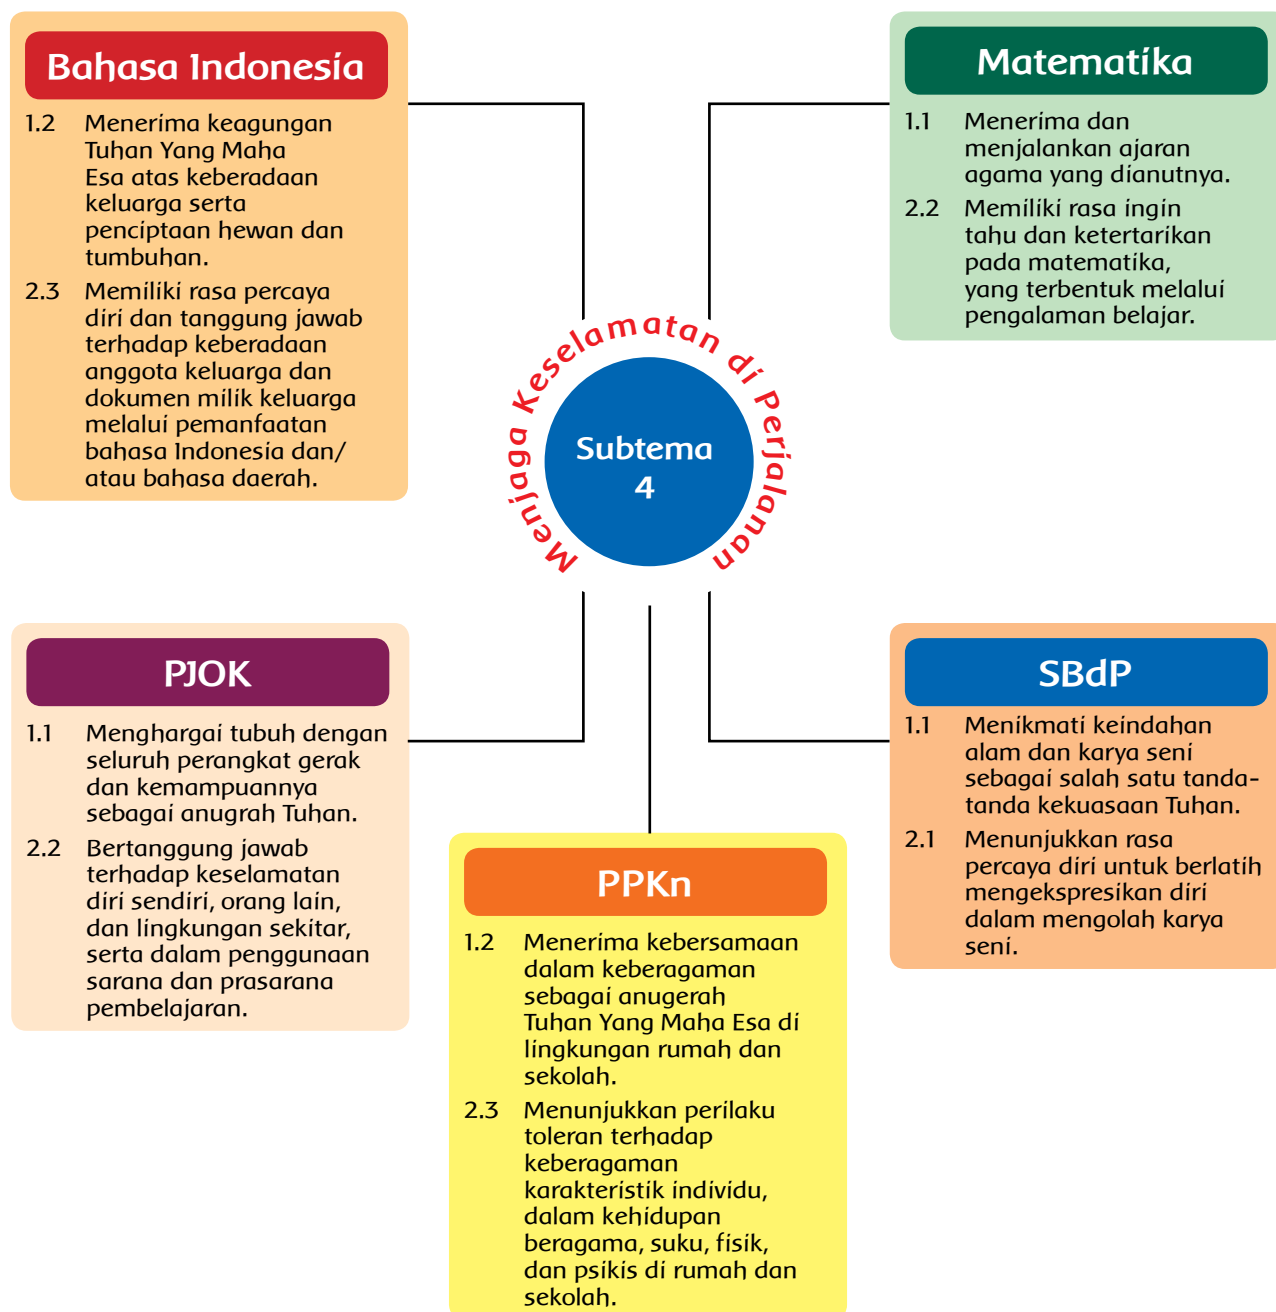 Bahasa Indonesia
1.2 Menerima keagungan
Tuhan Yang Maha
Esa atas keberadaan
keluarga serta
penciptaan hewan dan
tumbuhan.
2.3 Memiliki rasa percaya
diri dan tanggung jawab
terhadap keberadaan
anggota keluarga dan
dokumen milik keluarga
melalui pemanfaatan
bahasa Indonesia dan/
atau bahasa daerah.
Matematika
1.1 Menerima dan
menjalankan ajaran
agama yang dianutnya.
2.2 Memiliki rasa ingin
tahu dan ketertarikan
pada matematika,
yang terbentuk melalui
pengalaman belajar.
Menjaga Keselamatan di Perjalanan
Subtema
4
PJOK
1.1 Menghargai tubuh dengan
seluruh perangkat gerak
dan kemampuannya
sebagai anugrah Tuhan.
2.2 Bertanggung jawab
terhadap keselamatan
diri sendiri, orang lain,
dan lingkungan sekitar,
serta dalam penggunaan
sarana dan prasarana
pembelajaran.
PPKn
1.2 Menerima kebersamaan
dalam keberagaman
sebagai anugerah
Tuhan Yang Maha Esa di
lingkungan rumah dan
sekolah.
2.3 Menunjukkan perilaku
toleran terhadap
keberagaman
karakteristik individu,
dalam kehidupan
beragama, suku, fisik,
dan psikis di rumah dan
sekolah.
SBdP
1.1 Menikmati keindahan
alam dan karya seni
sebagai salah satu tanda-
tanda kekuasaan Tuhan.
2.1 Menunjukkan rasa
percaya diri untuk berlatih
mengekspresikan diri
dalam mengolah karya
seni.